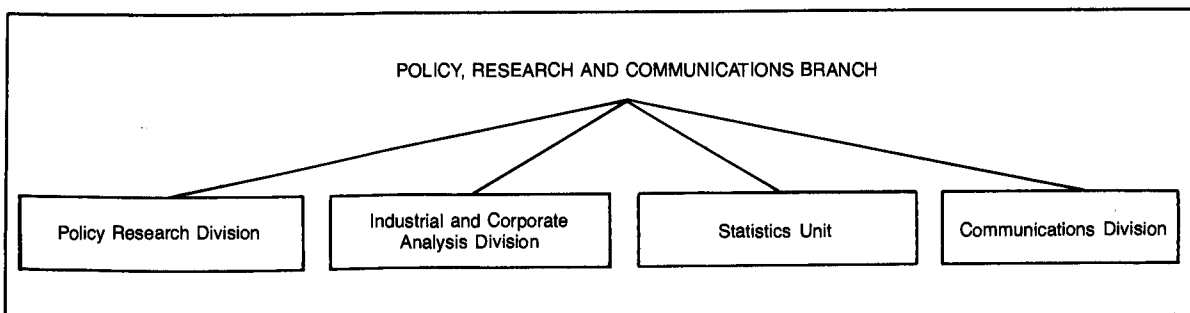 POLICY, RESEARCH AND COMMUNICATIONS BRANCH
Policy Research Division
Industrial and Corporate
Analysis Division
Statistics Unit
Communications Division